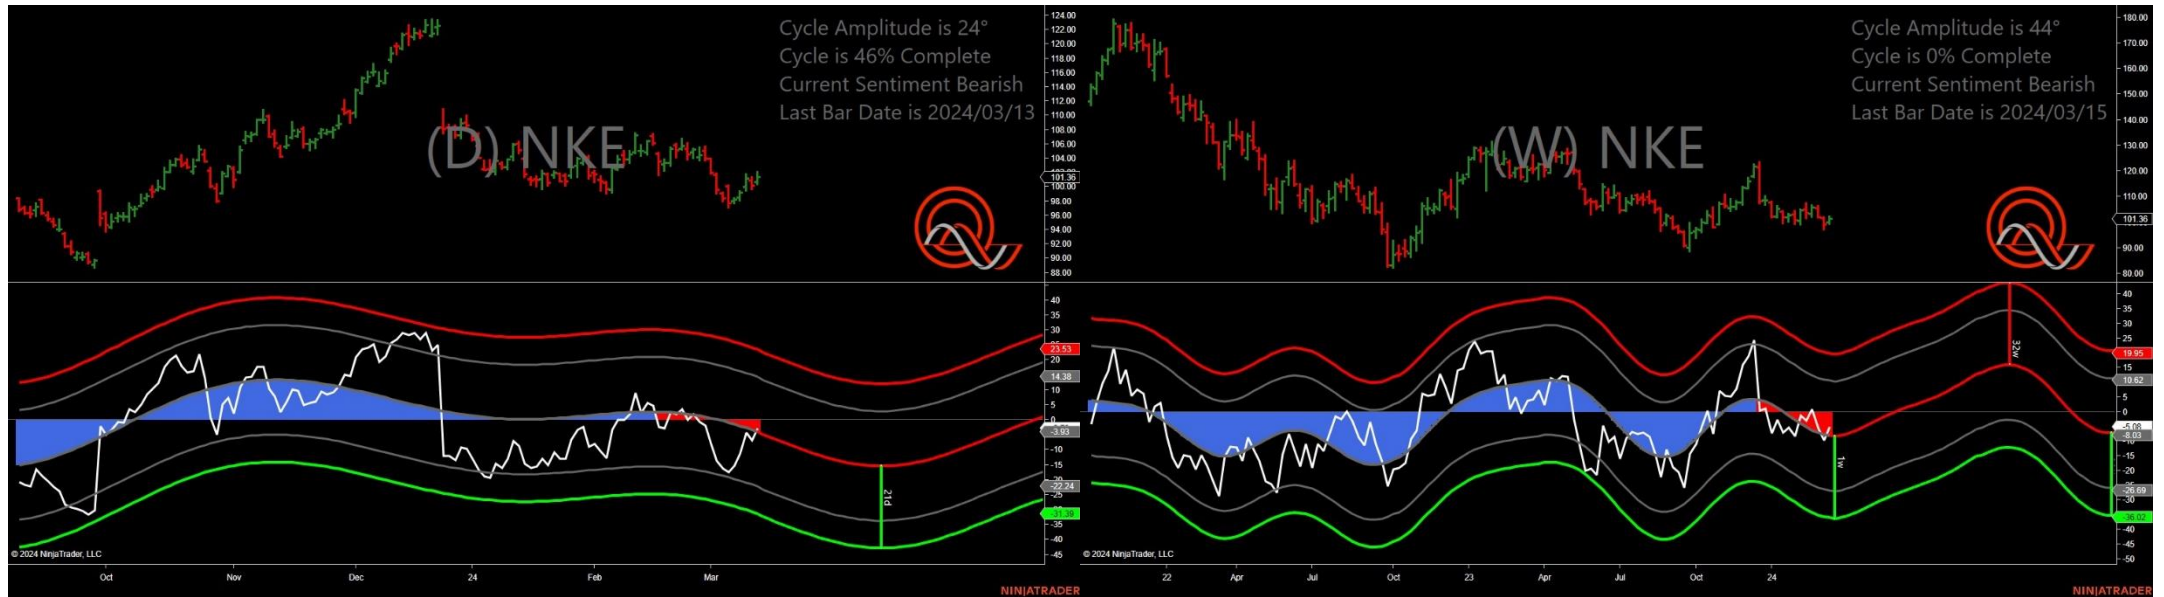 Cycle Amplitude is 24°
Cycle is 46% Complete
Current Sentiment Bearish
Last Bar Date is 2024/03/13
(D) NKE
124.00
122.00
120.00
118.00
116.00
114.00
112.00
110.00
108.00
106.00
104.00
101.36
100.00
98.00
96.00
94.00
92.00
90.00
88.00
40
35
30
23.53
20
14.38
10
5
0
-3.93
-10
-15
-22.24
-25
-31.39
-35
-40
-45
21d
© 2024 NinjaTrader, LLC
Oct
Nov
Dec
24
Feb
Mar
NINJATRADER
Cycle Amplitude is 44°
Cycle is 0% Complete
Current Sentiment Bearish
Last Bar Date is 2024/03/15
(W) NKE
180.00
170.00
160.00
150.00
140.00
130.00
120.00
110.00
101.36
90.00
80.00
40
35
30
25
19.95
15
10.62
5
0
-5.08
-8.03
-15
-20
-26.69
-30
-36.02
-40
-45
-50
32w
1w
© 2024 NinjaTrader, LLC
22
Apr
Jul
Oct
23
Apr
Jul
Oct
24
NINJATRADER